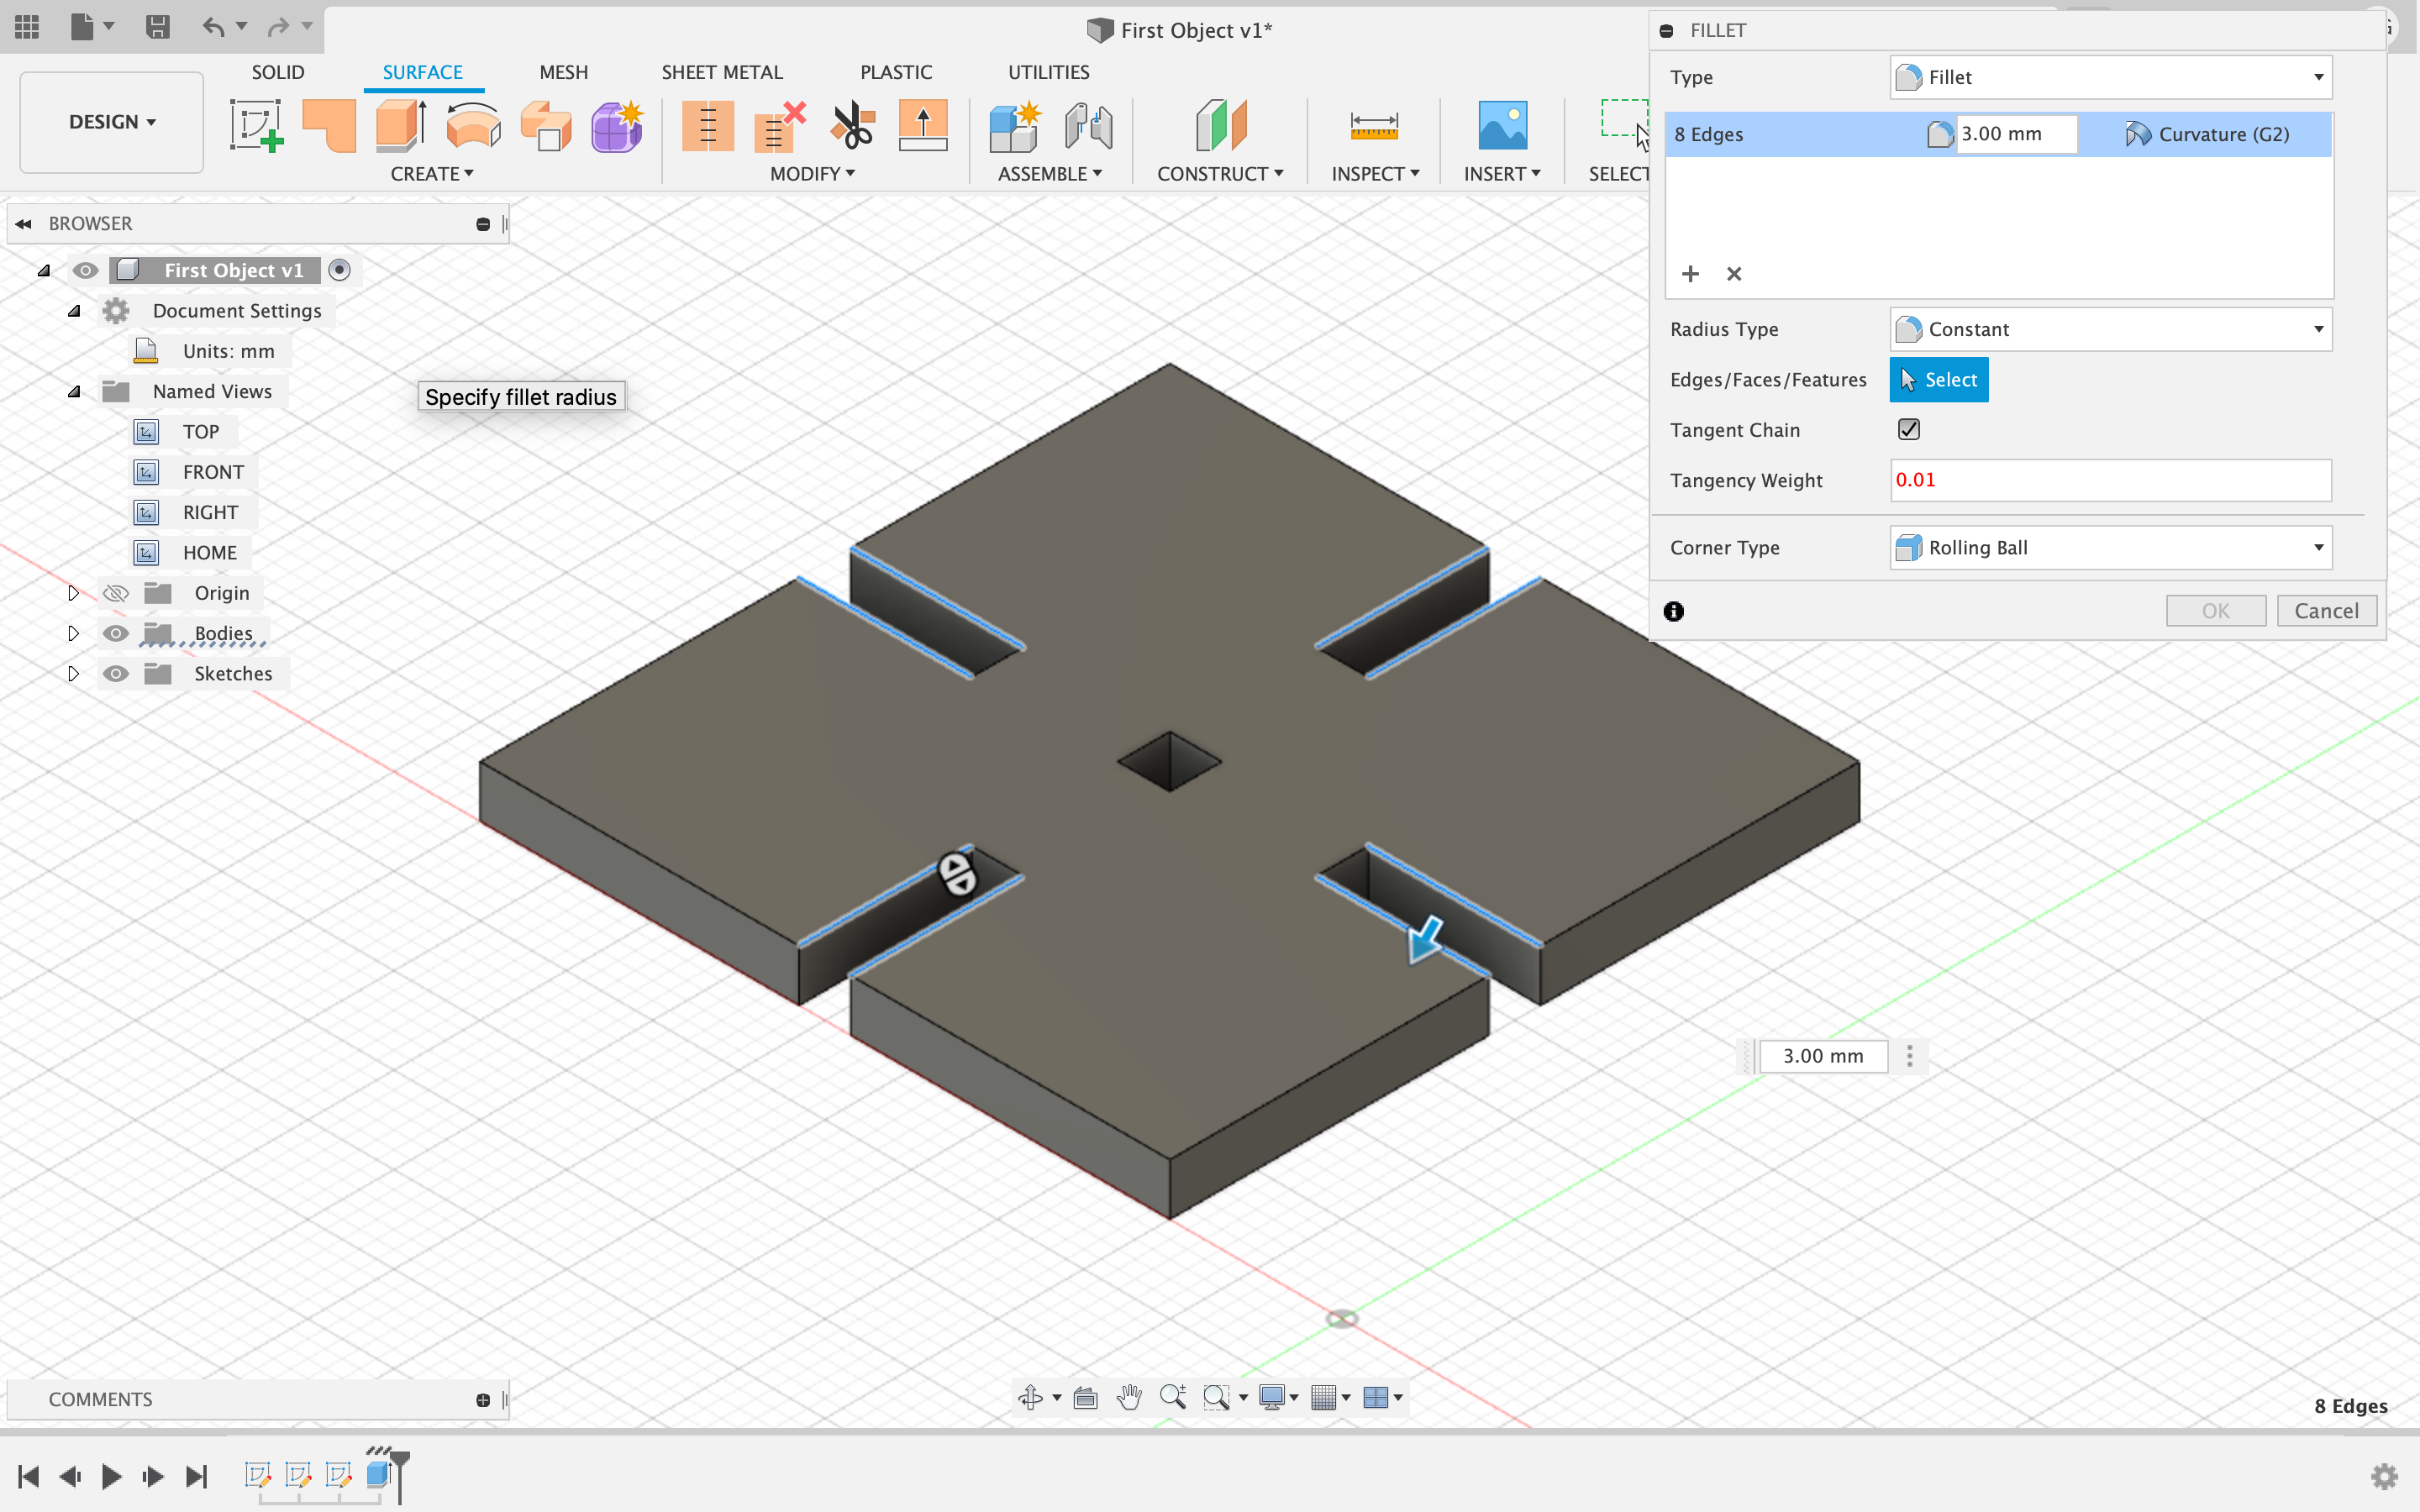 First Object v1*
SOLID
SURFACE
MESH
SHEET METAL
PLASTIC
UTILITIES
DESIGN
CREATE
MODIFY
ASSEMBLE
CONSTRUCT
INSPECT
INSERT
SELECT
BROWSER
First Object v1
Document Settings
Units: mm
Named Views
TOP
FRONT
RIGHT
HOME
Origin
Bodies
Sketches
Specify fillet radius
FILLET
Type
Fillet
8 Edges
3.00 mm
Curvature (G2)
Radius Type
Constant
Edges/Faces/Features
Select
Tangent Chain
Tangency Weight
0.01
Corner Type
Rolling Ball
OK
Cancel
3.00 mm
COMMENTS
8 Edges